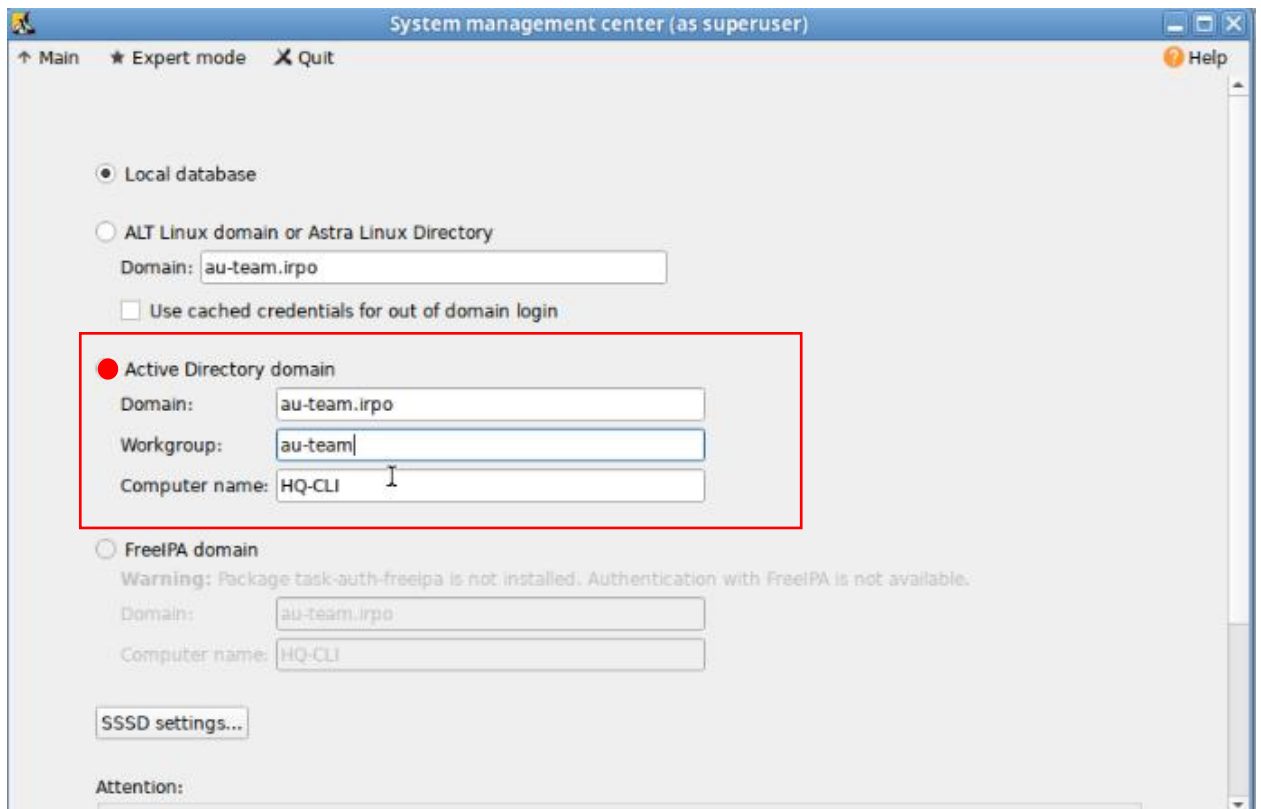 System management center (as superuser)
Main Expert mode Quit Help
Local database
ALT Linux domain or Astra Linux Directory
Domain: au-team.irpo
Use cached credentials for out of domain login
Active Directory domain
Domain: au-team.irpo
Workgroup: au-team
Computer name: HQ-CLI
FreeIPA domain
Warning: Package task-auth-freeipa is not installed. Authentication with FreeIPA is not available.
Domain: au-team.irpo
Computer name: HQ-CLI
SSSD settings...
Attention: